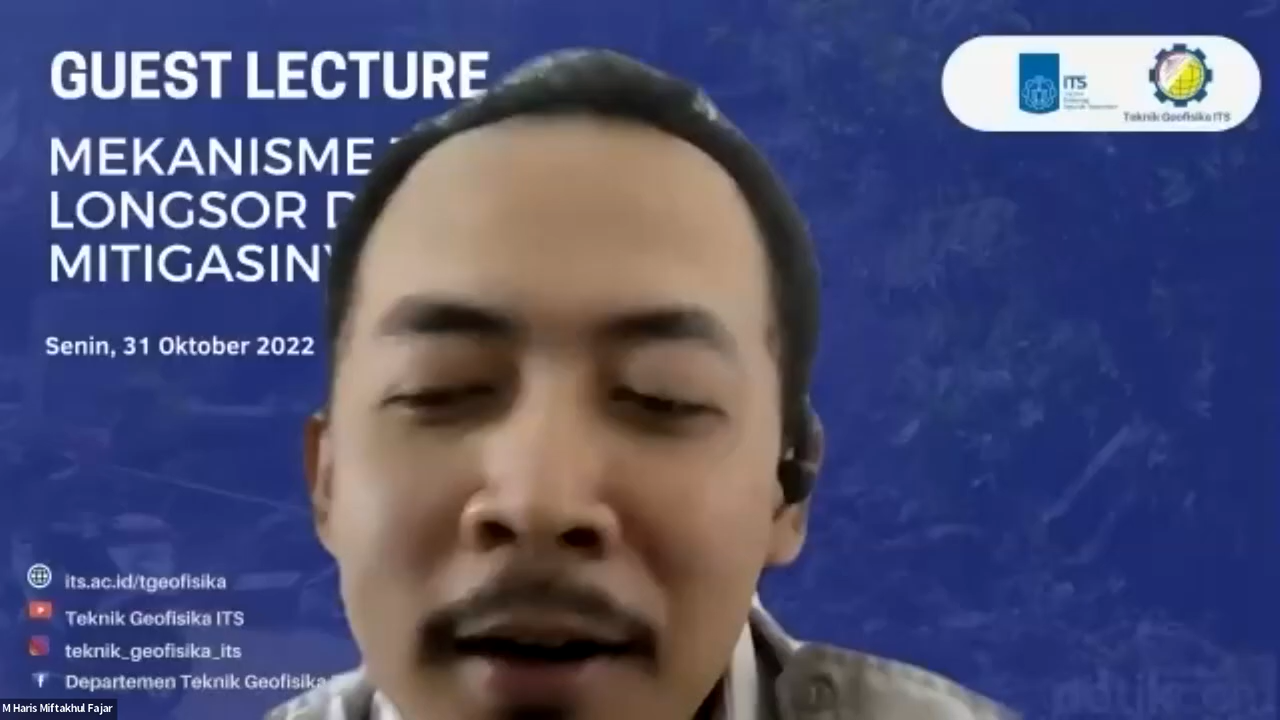 GUEST LECTURE
MEKANISME
LONGSOR D
MITIGASINY
Senin, 31 Oktober 2022
ITS
Teknik Geofisika ITS
its.ac.id/tgeofisika
Teknik Geofisika ITS
teknik_geofisika_its
Departemen Teknik Geofisika
M Haris Miftakhul Fajar